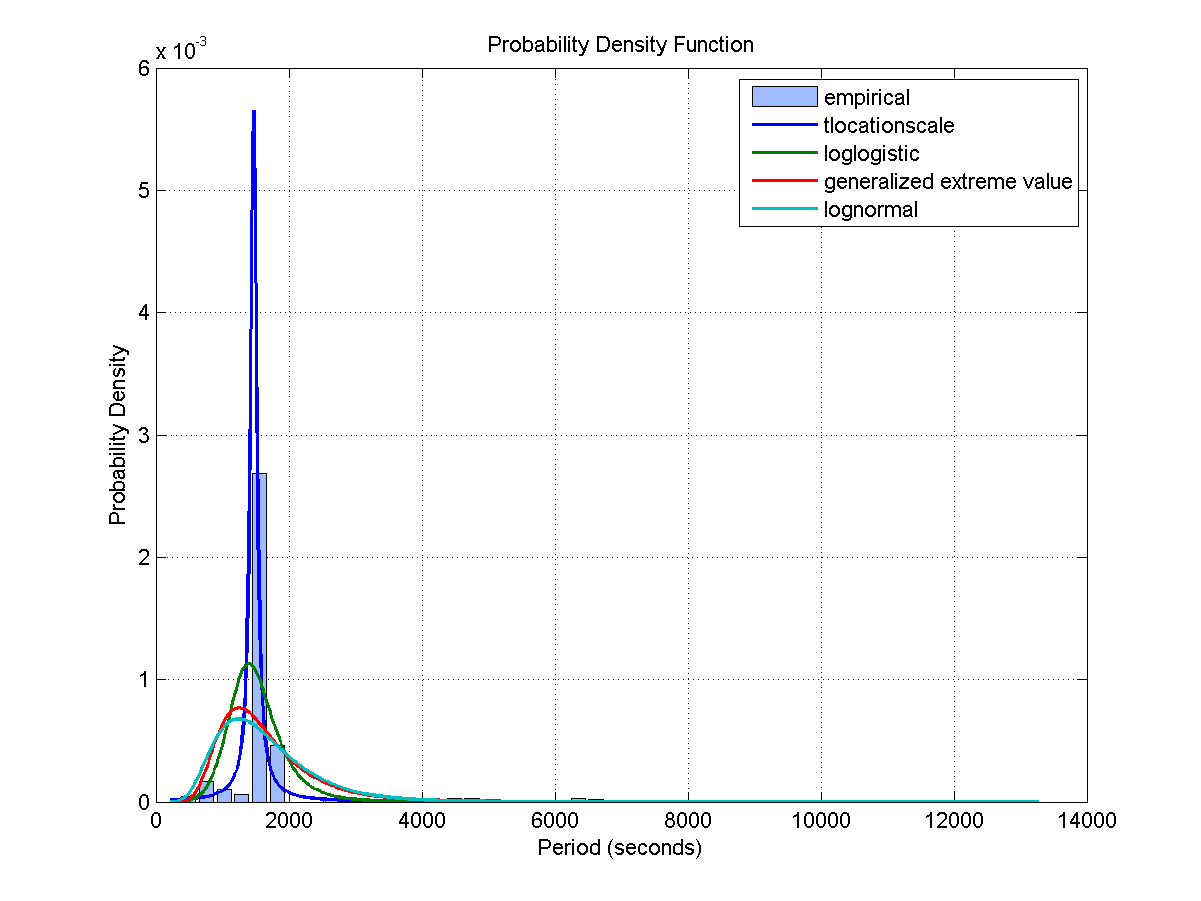 Probability Density Function
x 10-3
6
5
4
3
2
1
0
Probability Density
empirical
tlocationscale
loglogistic
generalized extreme value
lognormal
0 2000 4000 6000 8000 10000 12000 14000
Period (seconds)